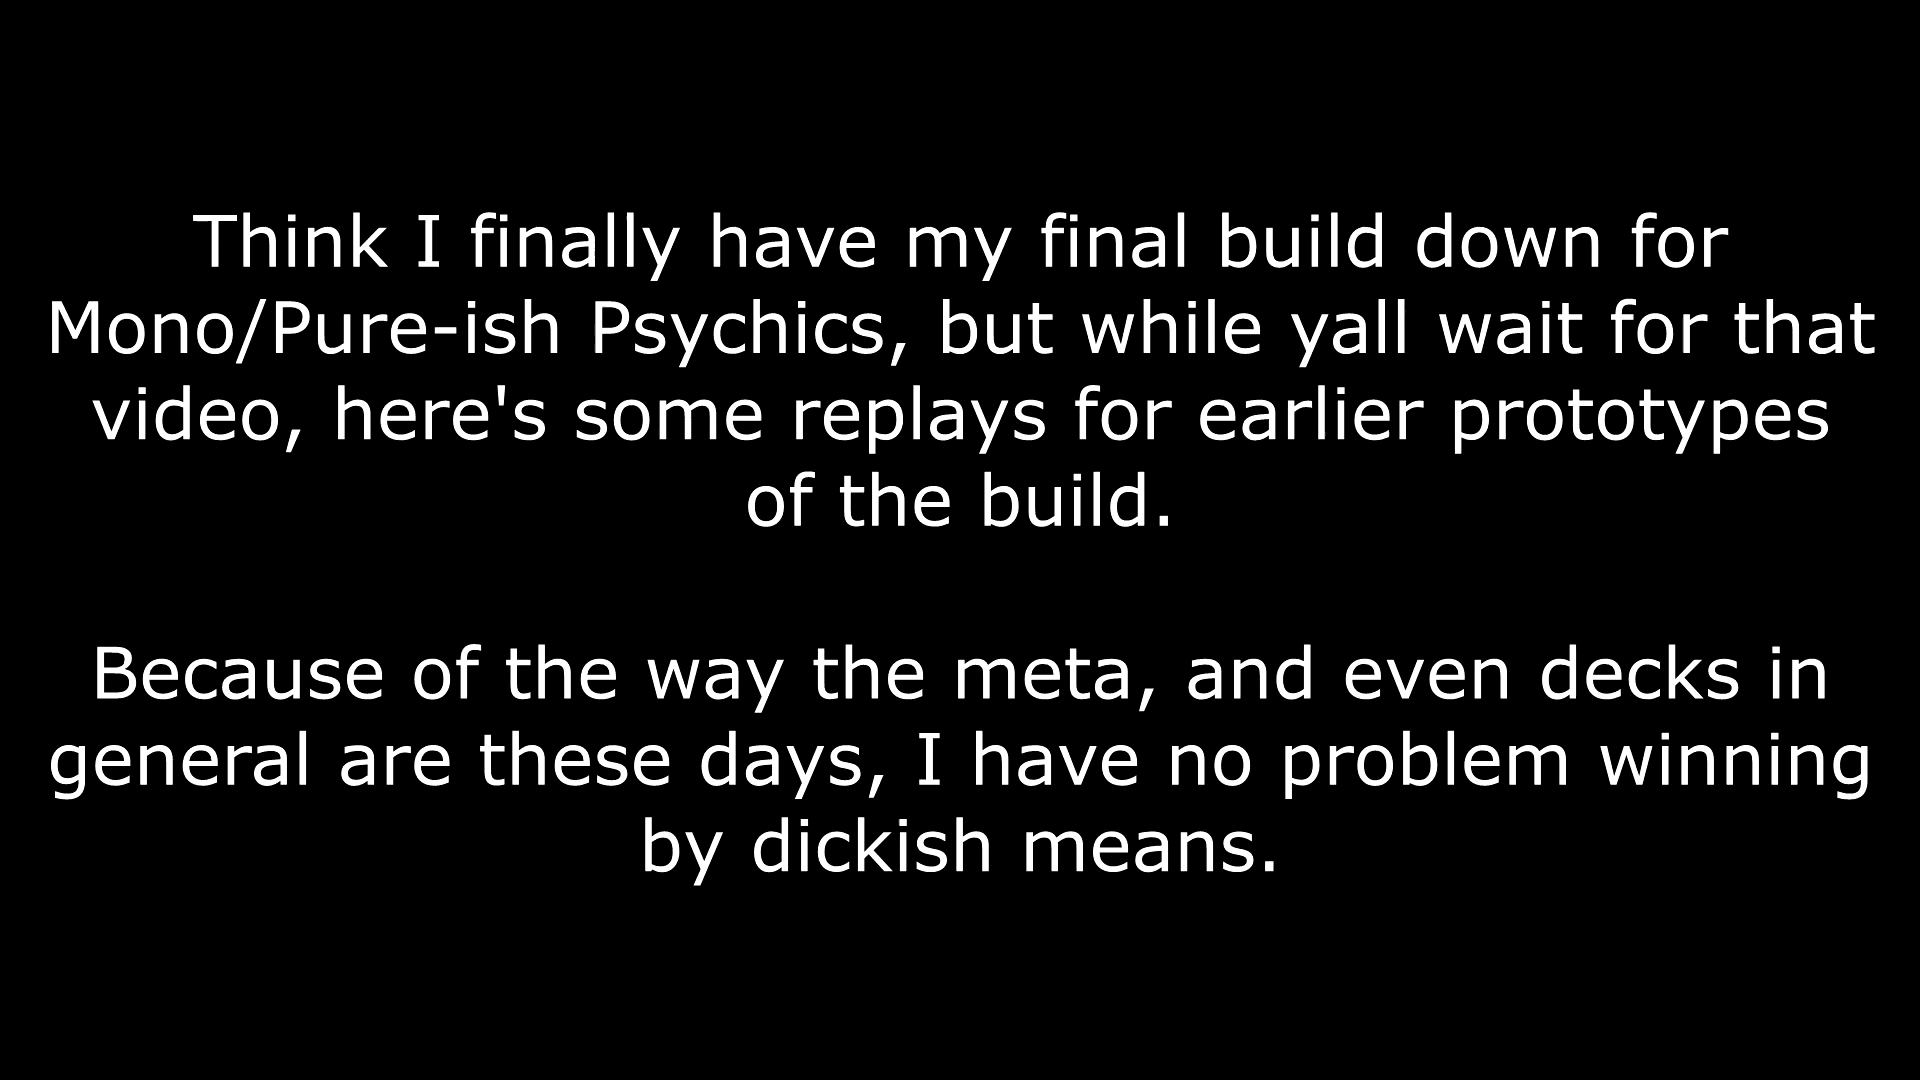 Think I finally have my final build down for
Mono/Pure-ish Psychics, but while yall wait for that
video, here's some replays for earlier prototypes
of the build.
Because of the way the meta, and even decks in
general are these days, I have no problem winning
by dickish means.